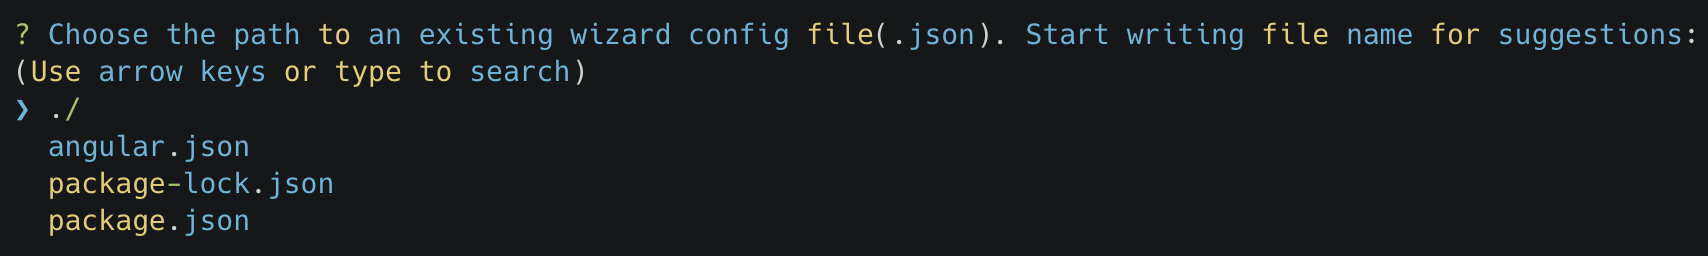 ? Choose the path to an existing wizard config file(.json). Start writing file name for suggestions:
(Use arrow keys or type to search)
❯ ./
angular.json
package-lock.json
package.json